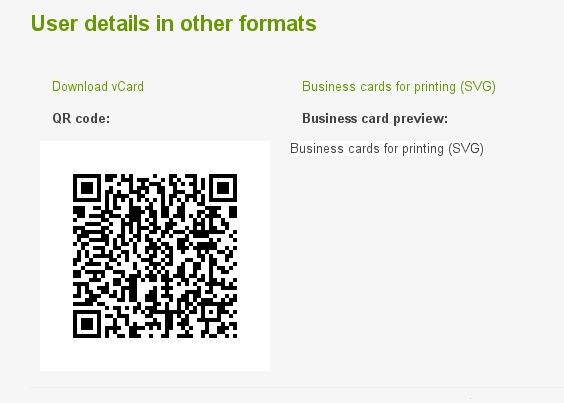 User details in other formats
Download vCard
Business cards for printing (SVG)
QR code:
Business card preview:
Business cards for printing (SVG)